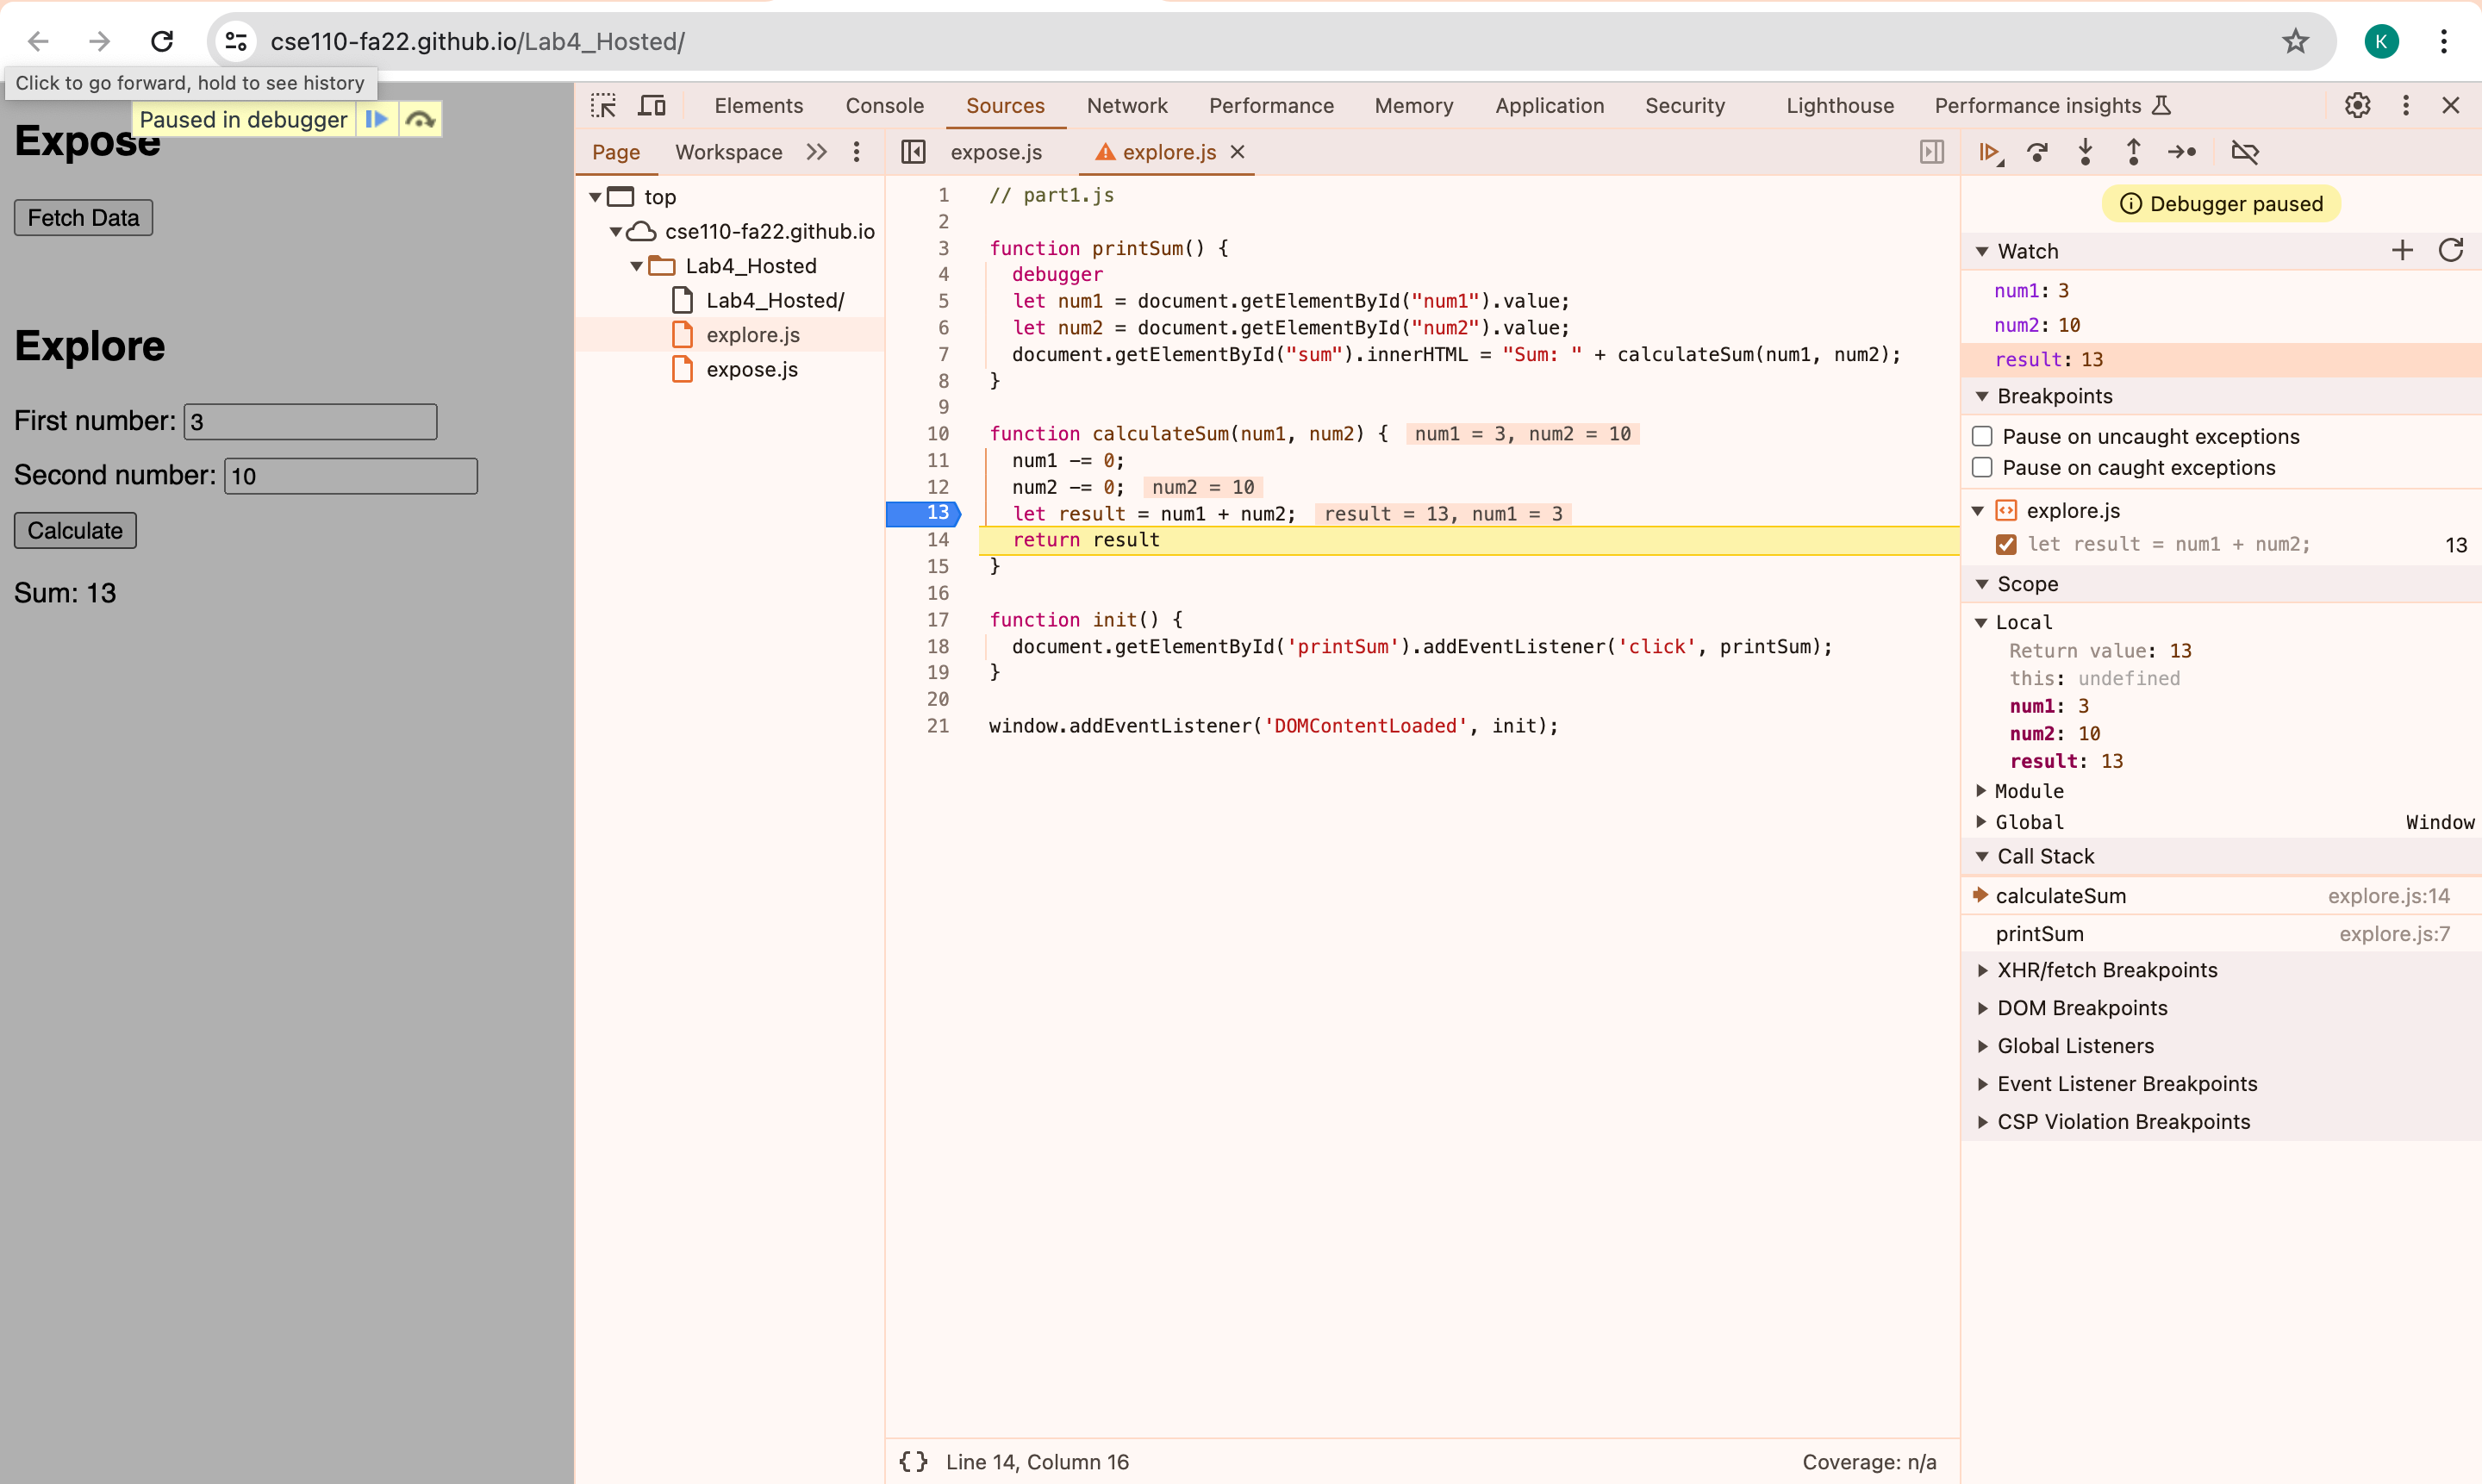 cse110-fa22.github.io/Lab4_Hosted/
K
Click to go forward, hold to see history
Paused in debugger
Expose
Fetch Data
Explore
First number: 3
Second number: 10
Calculate
Sum: 13
Elements Console Sources Network Performance Memory Application Security Lighthouse Performance insights
Page Workspace
top
cse110-fa22.github.io
Lab4_Hosted
Lab4_Hosted/
explore.js
expose.js
expose.js explore.js
1 // part1.js
2
3 function printSum() {
4 debugger
5 let num1 = document.getElementById("num1").value;
6 let num2 = document.getElementById("num2").value;
7 document.getElementById("sum").innerHTML = "Sum: " + calculateSum(num1, num2);
8 }
9
10 function calculateSum(num1, num2) { num1 = 3, num2 = 10
11 num1 -= 0;
12 num2 -= 0; num2 = 10
13 let result = num1 + num2; result = 13, num1 = 3
14 return result
15 }
16
17 function init() {
18 document.getElementById('printSum').addEventListener('click', printSum);
19 }
20
21 window.addEventListener('DOMContentLoaded', init);
{} Line 14, Column 16 Coverage: n/a
Debugger paused
Watch
num1: 3
num2: 10
result: 13
Breakpoints
Pause on uncaught exceptions
Pause on caught exceptions
explore.js
let result = num1 + num2; 13
Scope
Local
Return value: 13
this: undefined
num1: 3
num2: 10
result: 13
Module
Global Window
Call Stack
calculateSum explore.js:14
printSum explore.js:7
XHR/fetch Breakpoints
DOM Breakpoints
Global Listeners
Event Listener Breakpoints
CSP Violation Breakpoints